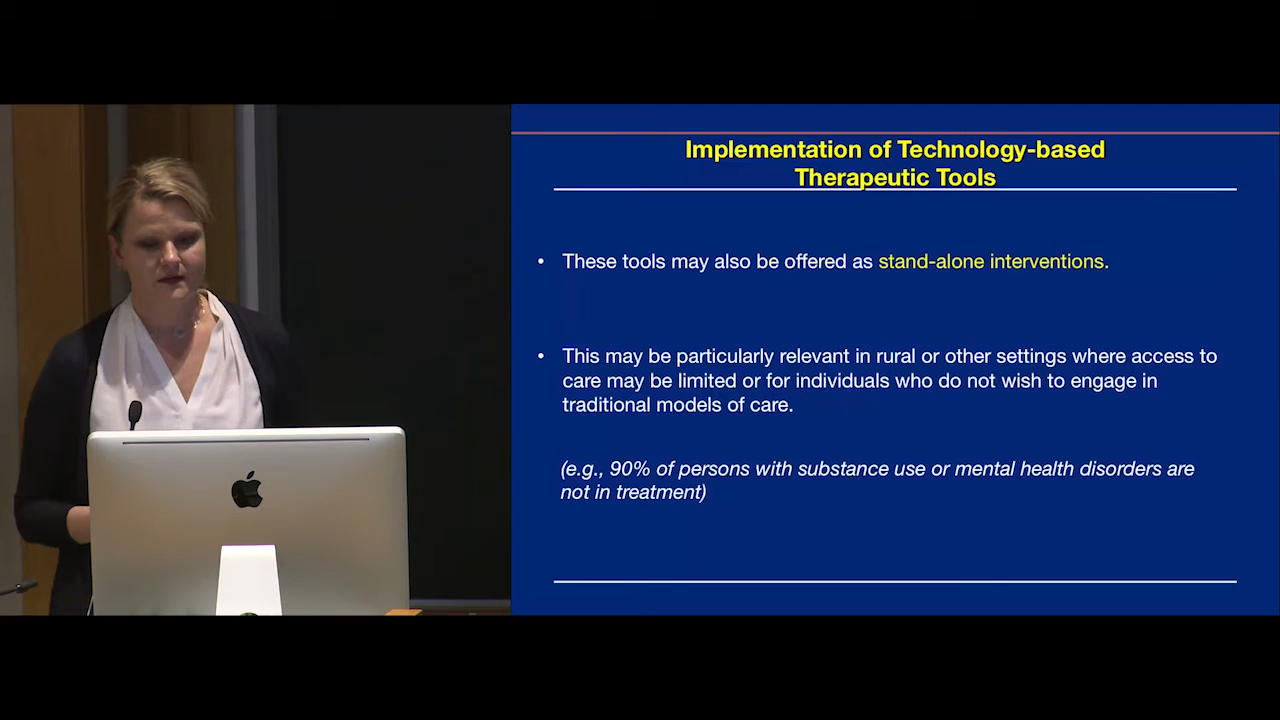 Implementation of Technology-based
Therapeutic Tools
• These tools may also be offered as stand-alone interventions.
• This may be particularly relevant in rural or other settings where access to
care may be limited or for individuals who do not wish to engage in
traditional models of care.
(e.g., 90% of persons with substance use or mental health disorders are
not in treatment)